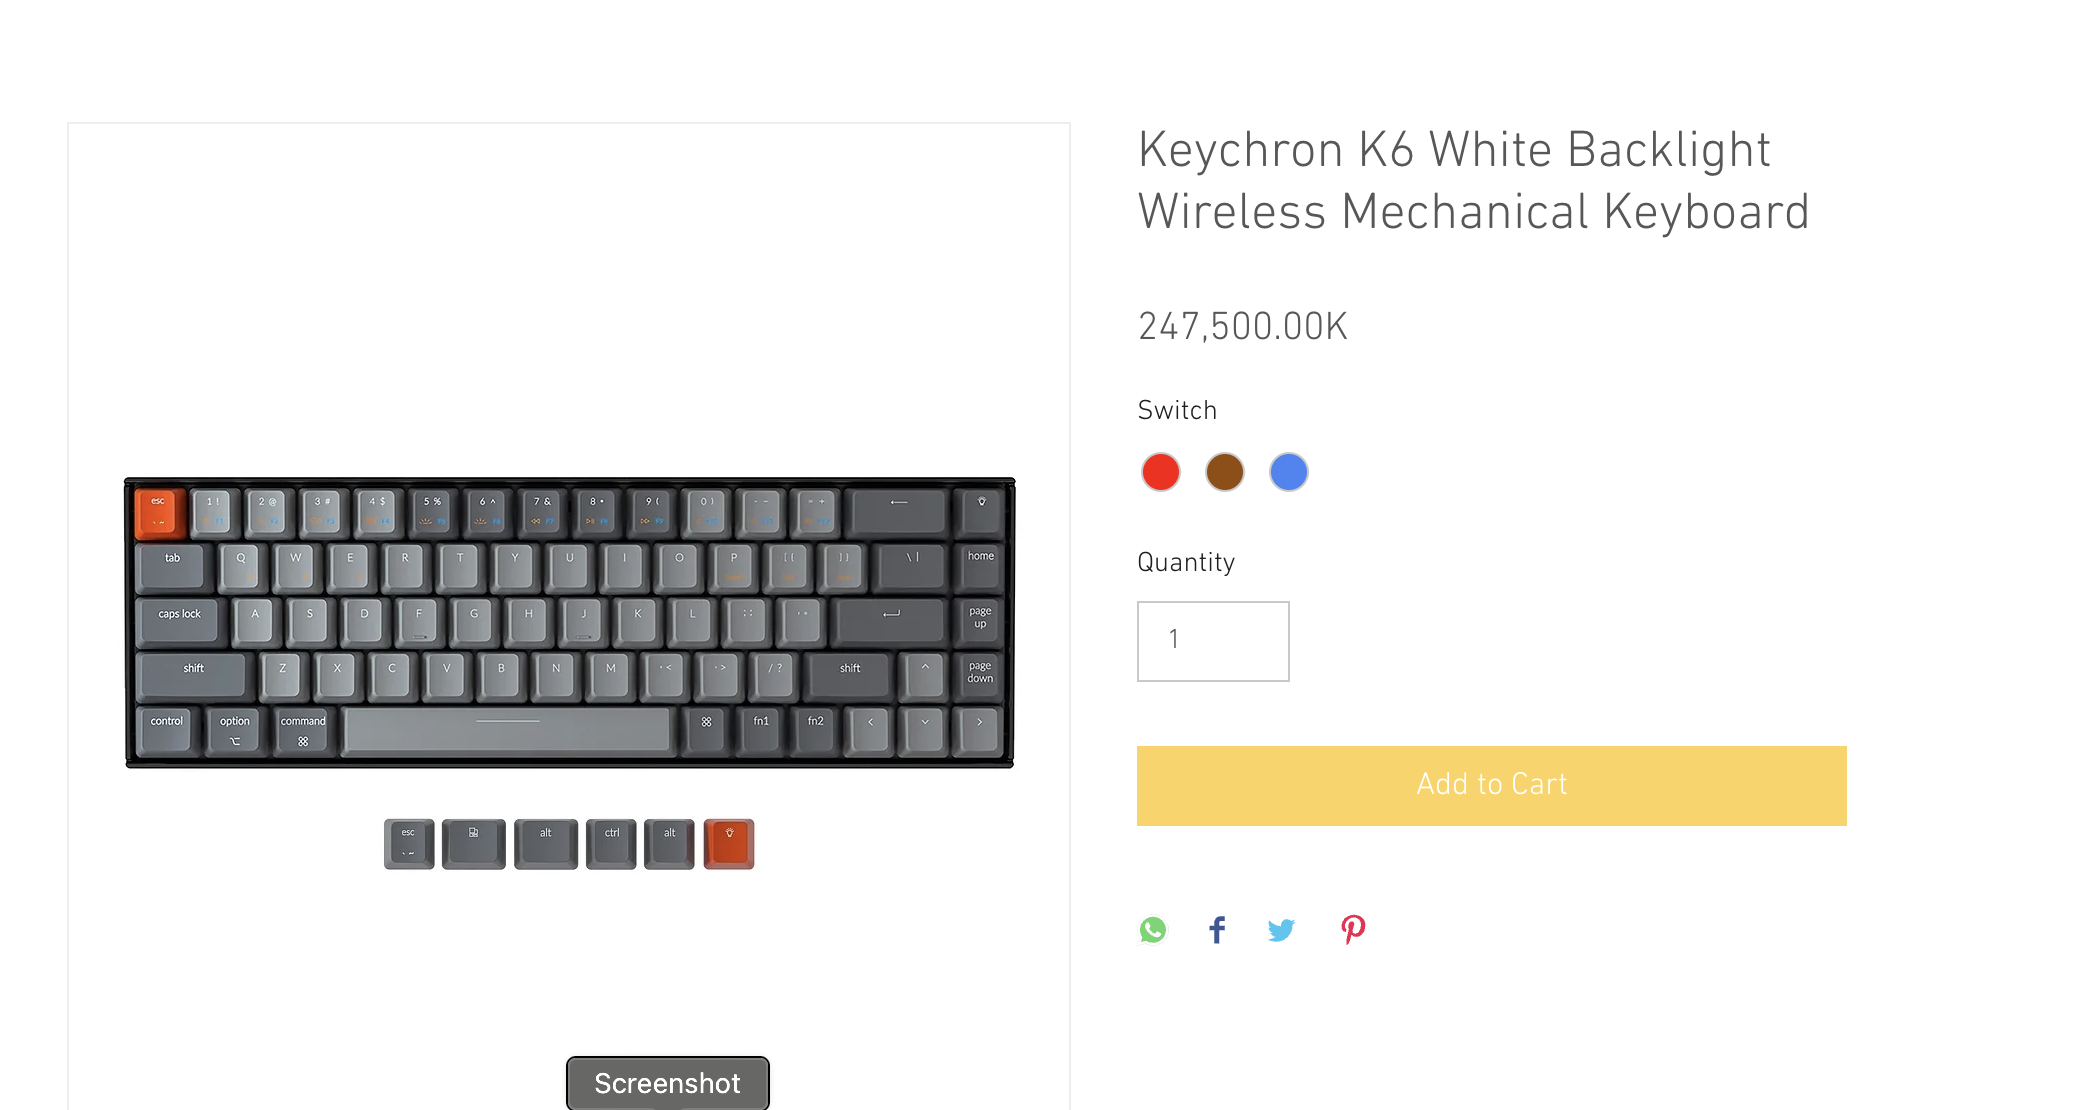 Keychron K6 White Backlight
Wireless Mechanical Keyboard
247,500.00K
Switch
Quantity
1
Add to Cart
esc 1 ! 2 @ 3 # 4 $ 5 % 6 ^ 7 & 8 * 9 ( 0 )
tab Q W E R T Y U I O P [ { ] } \ | home
caps lock A S D F G H J K L page up
shift Z X C V B N M / ? shift page down
control option command fn1 fn2
esc alt ctrl alt
Screenshot